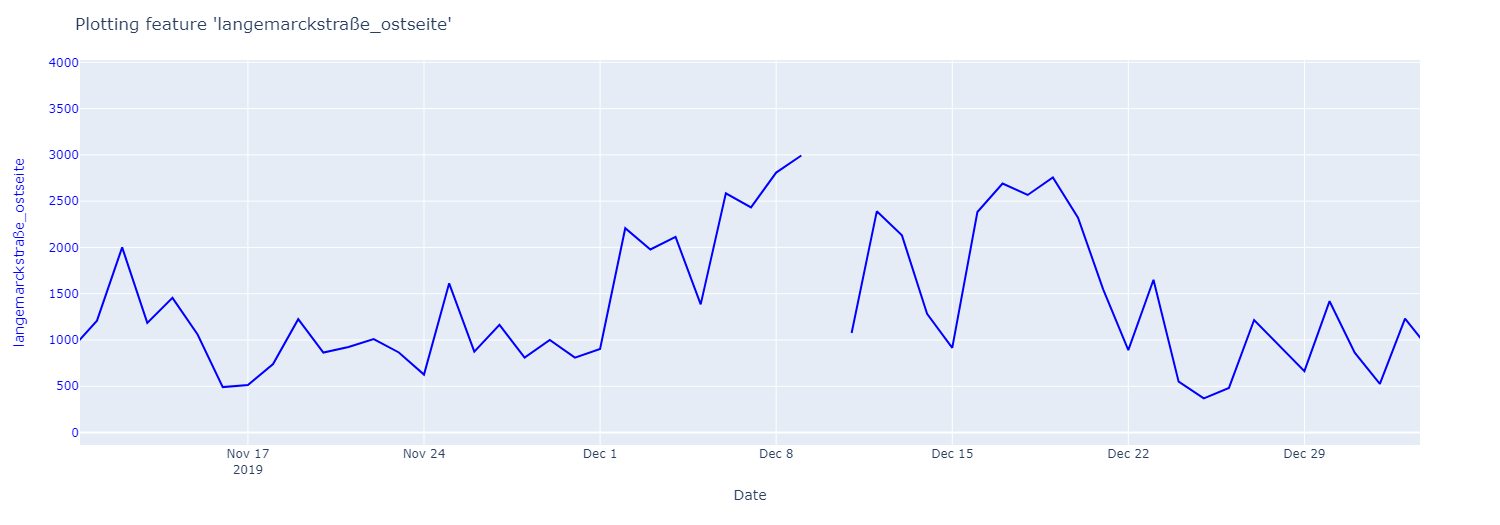 Plotting feature 'langemarckstraße_ostseite'
4000
3500
3000
2500
2000
1500
1000
500
0
langemarckstraße_ostseite
Nov 17
2019
Nov 24
Dec 1
Dec 8
Dec 15
Dec 22
Dec 29
Date